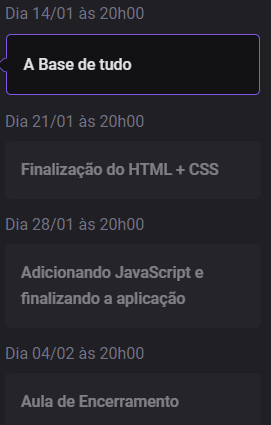 Dia 14/01 às 20h00
A Base de tudo
Dia 21/01 às 20h00
Finalização do HTML + CSS
Dia 28/01 às 20h00
Adicionando JavaScript e
finalizando a aplicação
Dia 04/02 às 20h00
Aula de Encerramento